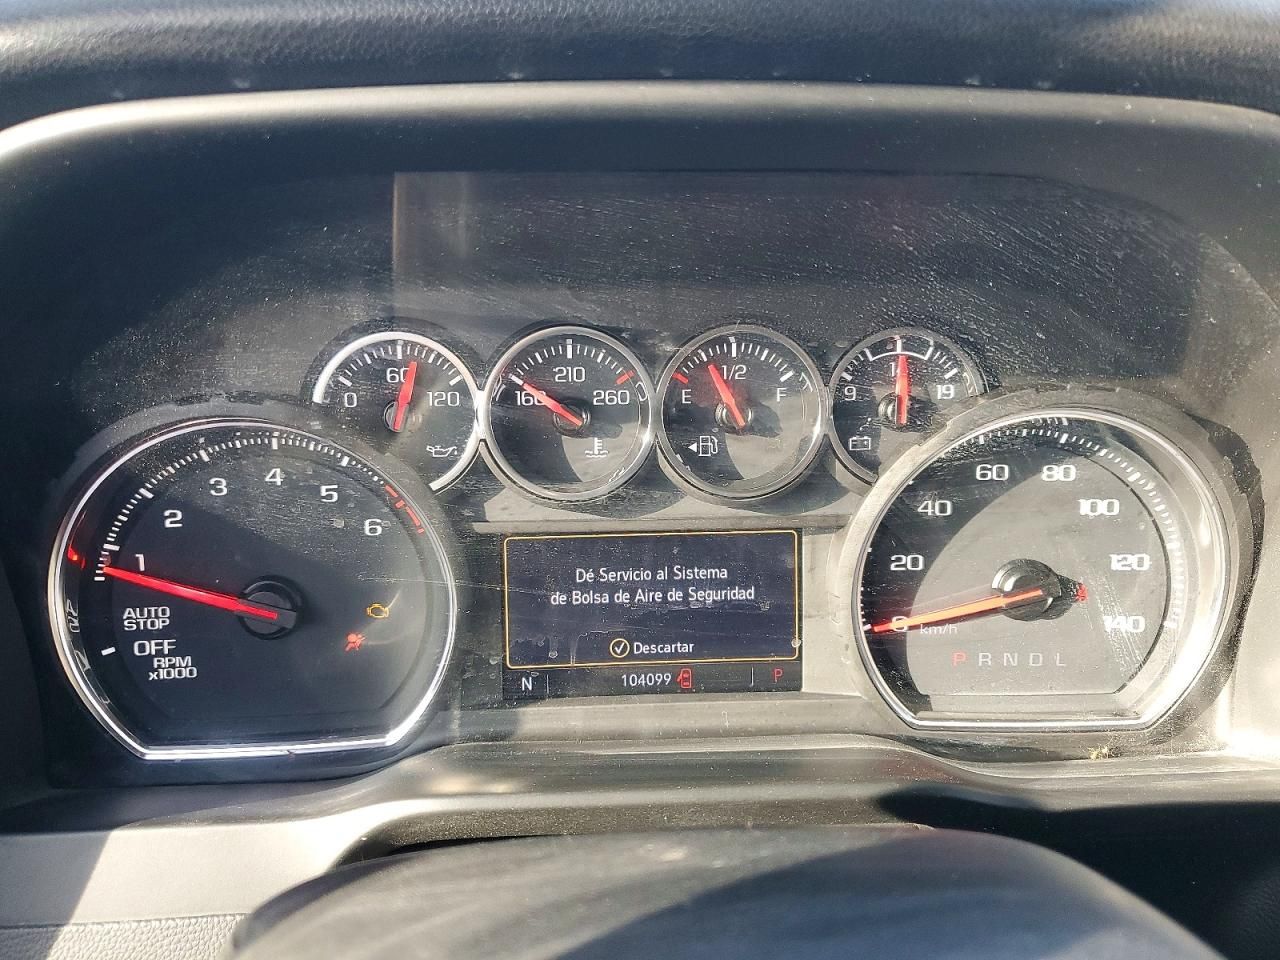 0 60 120
160 210 260
E 1/2 F
9 19
1 2 3 4 5 6
AUTO
STOP
OFF
RPM
x1000
Dé Servicio al Sistema
de Bolsa de Aire de Seguridad
Descartar
N 104099 P
0 20 40 60 80 100 120 140
km/h
P R N D L